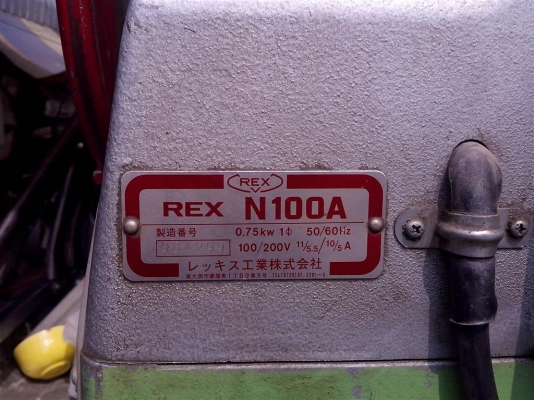 REX
REX N100A
製造番号 0.75kw 1Φ 50/60Hz
100/200V 11/5.5/10/5A
レッキス工業株式会社